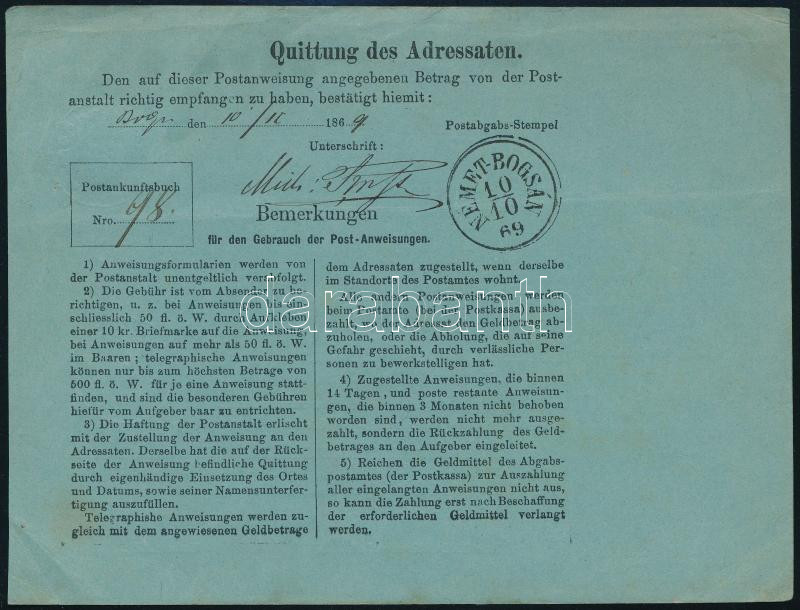 Quittung des Adressaten.
Den auf dieser Postanweisung angegebenen Betrag von der Post-
anstalt richtig empfangen zu haben, bestätigt hiemit:
den 10/10 1869.
Postabgabs-Stempel
Unterschrift:
Postankunftsbuch
Nro. 98.
Mich:
NEMET-BOGSÁN
10
10
69
Bemerkungen
für den Gebrauch der Post-Anweisungen.
1) Anweisungsformularien werden von
der Postanstalt unentgeltlich verabfolgt.
2) Die Gebühr ist vom Absender zu be-
richtigen, u. z. bei Anweisungen bis ein-
schliesslich 50 fl. ö. W. durch Aufkleben
einer 10 kr. Briefmarke auf die Anweisung,
bei Anweisungen auf mehr als 50 fl. ö. W.
im Baaren; telegraphische Anweisungen
können nur bis zum höchsten Betrage von
500 fl. ö. W. für je eine Anweisung statt-
finden, und sind die besonderen Gebühren
hiefür vom Aufgeber baar zu entrichten.
3) Die Haftung der Postanstalt erlischt
mit der Zustellung der Anweisung an den
Adressaten. Derselbe hat die auf der Rück-
seite der Anweisung befindliche Quittung
durch eigenhändige Einsetzung des Ortes
und Datums, sowie seiner Namensunterfer-
tigung auszufüllen.
Telegraphishe Anweisungen werden zu-
gleich mit dem angewiesenen Geldbetrage
dem Adressaten zugestellt, wenn derselbe
im Standorte des Postamtes wohnt.
Alle andern Postanweisungen werden
beim Postamte (bei der Postkassa) ausbe-
zahlt, wo der Adressat den Geldbetrag ab-
zuholen, oder die Abholung, die auf seine
Gefahr geschieht, durch verlässliche Per-
sonen zu bewerkstelligen hat.
4) Zugestellte Anweisungen, die binnen
14 Tagen, und poste restante Anweisun-
gen, die binnen 3 Monaten nicht behoben
worden sind, werden nicht mehr ausge-
zahlt, sondern die Rückzahlung des Geld-
betrages an den Aufgeber eingeleitet.
5) Reichen die Geldmittel des Abgabs-
postamtes (der Postkassa) zur Auszahlung
aller eingelangten Anweisungen nicht aus,
so kann die Zahlung erst nach Beschaffung
der erforderlichen Geldmittel verlangt
werden.
darabanth